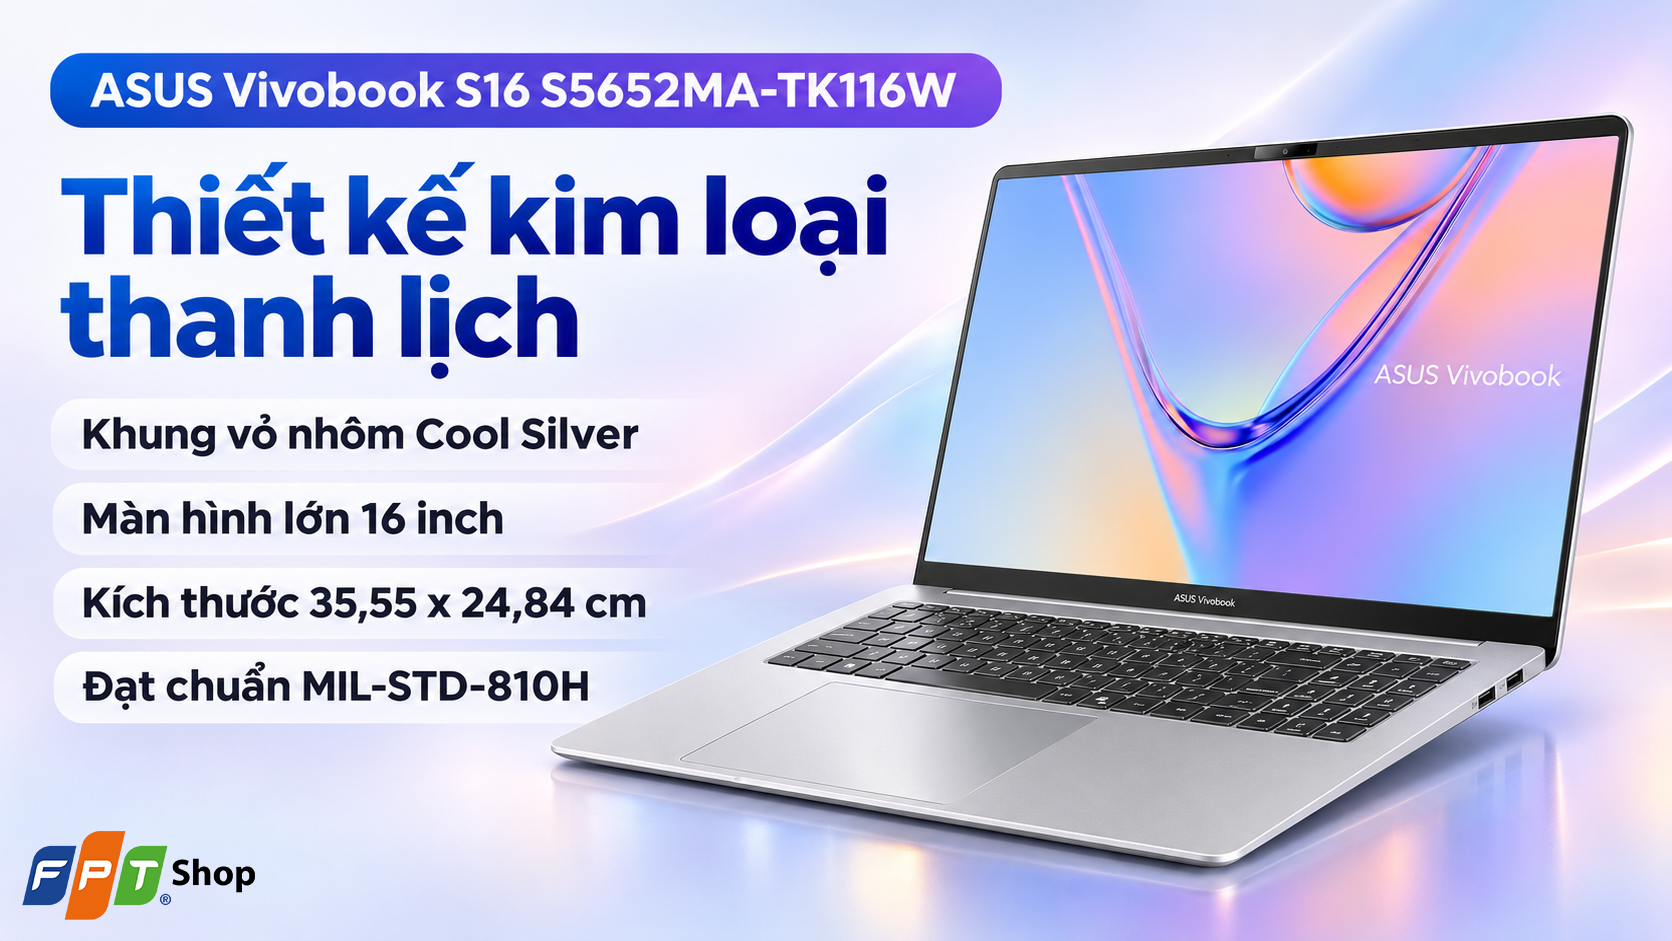 ASUS Vivobook S16 S5652MA-TK116W
Thiết kế kim loại
thanh lịch
Khung vỏ nhôm Cool Silver
Màn hình lớn 16 inch
Kích thước 35,55 x 24,84 cm
Đạt chuẩn MIL-STD-810H
ASUS Vivobook
ASUS Vivobook
FPT® Shop